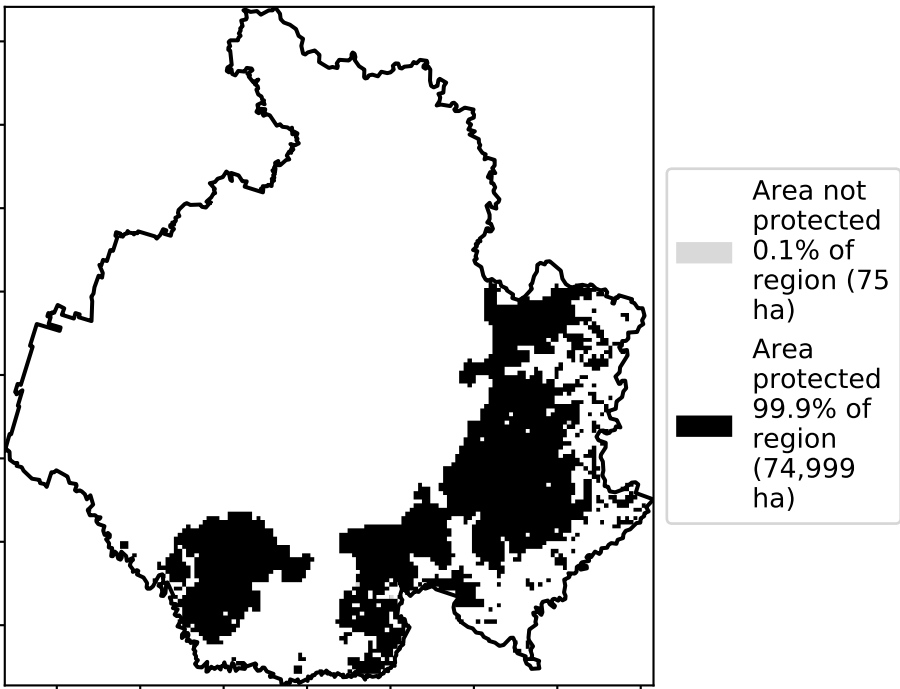 Area not
protected
0.1% of
region (75
ha)
Area
protected
99.9% of
region
(74,999
ha)